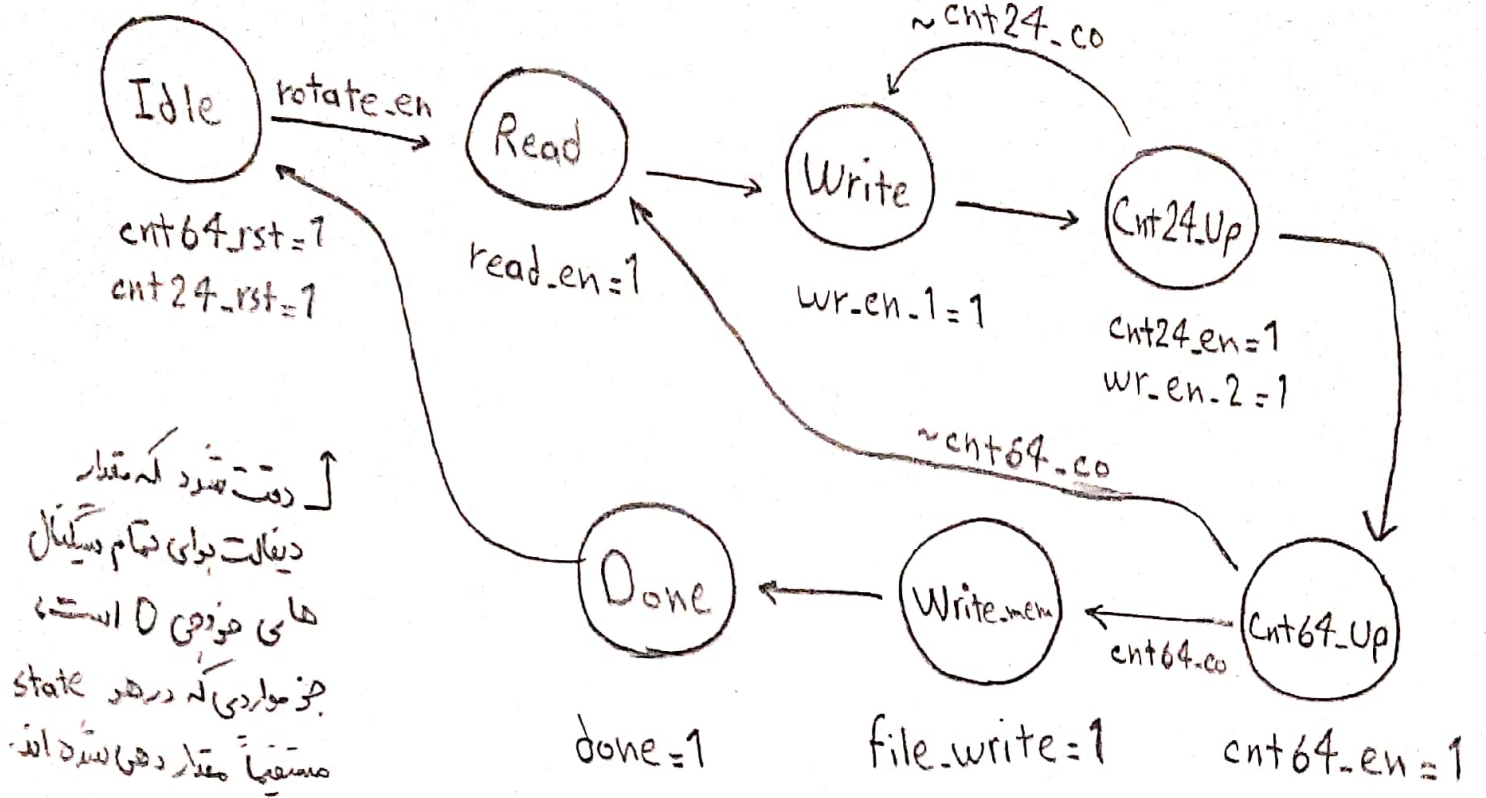 ~cnt24_co
Idle
rotate_en
Read
Write
Cnt24_Up
cnt64_rst=1
cnt24_rst=1
read_en=1
wr_en_1=1
cnt24_en=1
wr_en_2=1
~cnt64_co
دقت شود که مقدار
دیفالت برای تمام سیگنال
های خروجی 0 است؛
جز مواردی که در هر state
مستقیماً مقدار دهی شده اند.
Done
Write_mem
cnt64_co
Cnt64_Up
done=1
file_write=1
cnt64_en=1